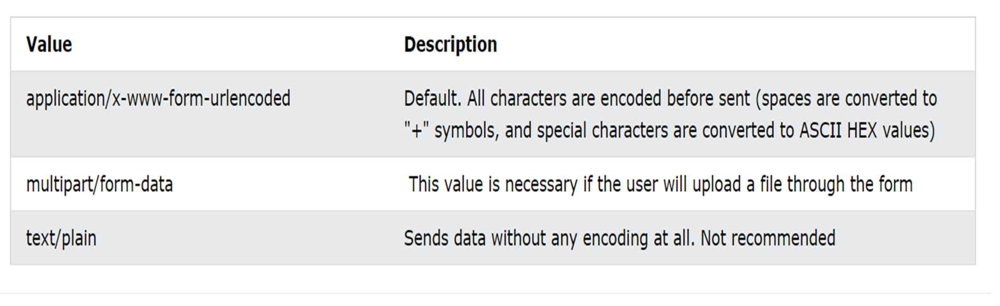 Value Description
application/x-www-form-urlencoded Default. All characters are encoded before sent (spaces are converted to
"+" symbols, and special characters are converted to ASCII HEX values)
multipart/form-data This value is necessary if the user will upload a file through the form
text/plain Sends data without any encoding at all. Not recommended